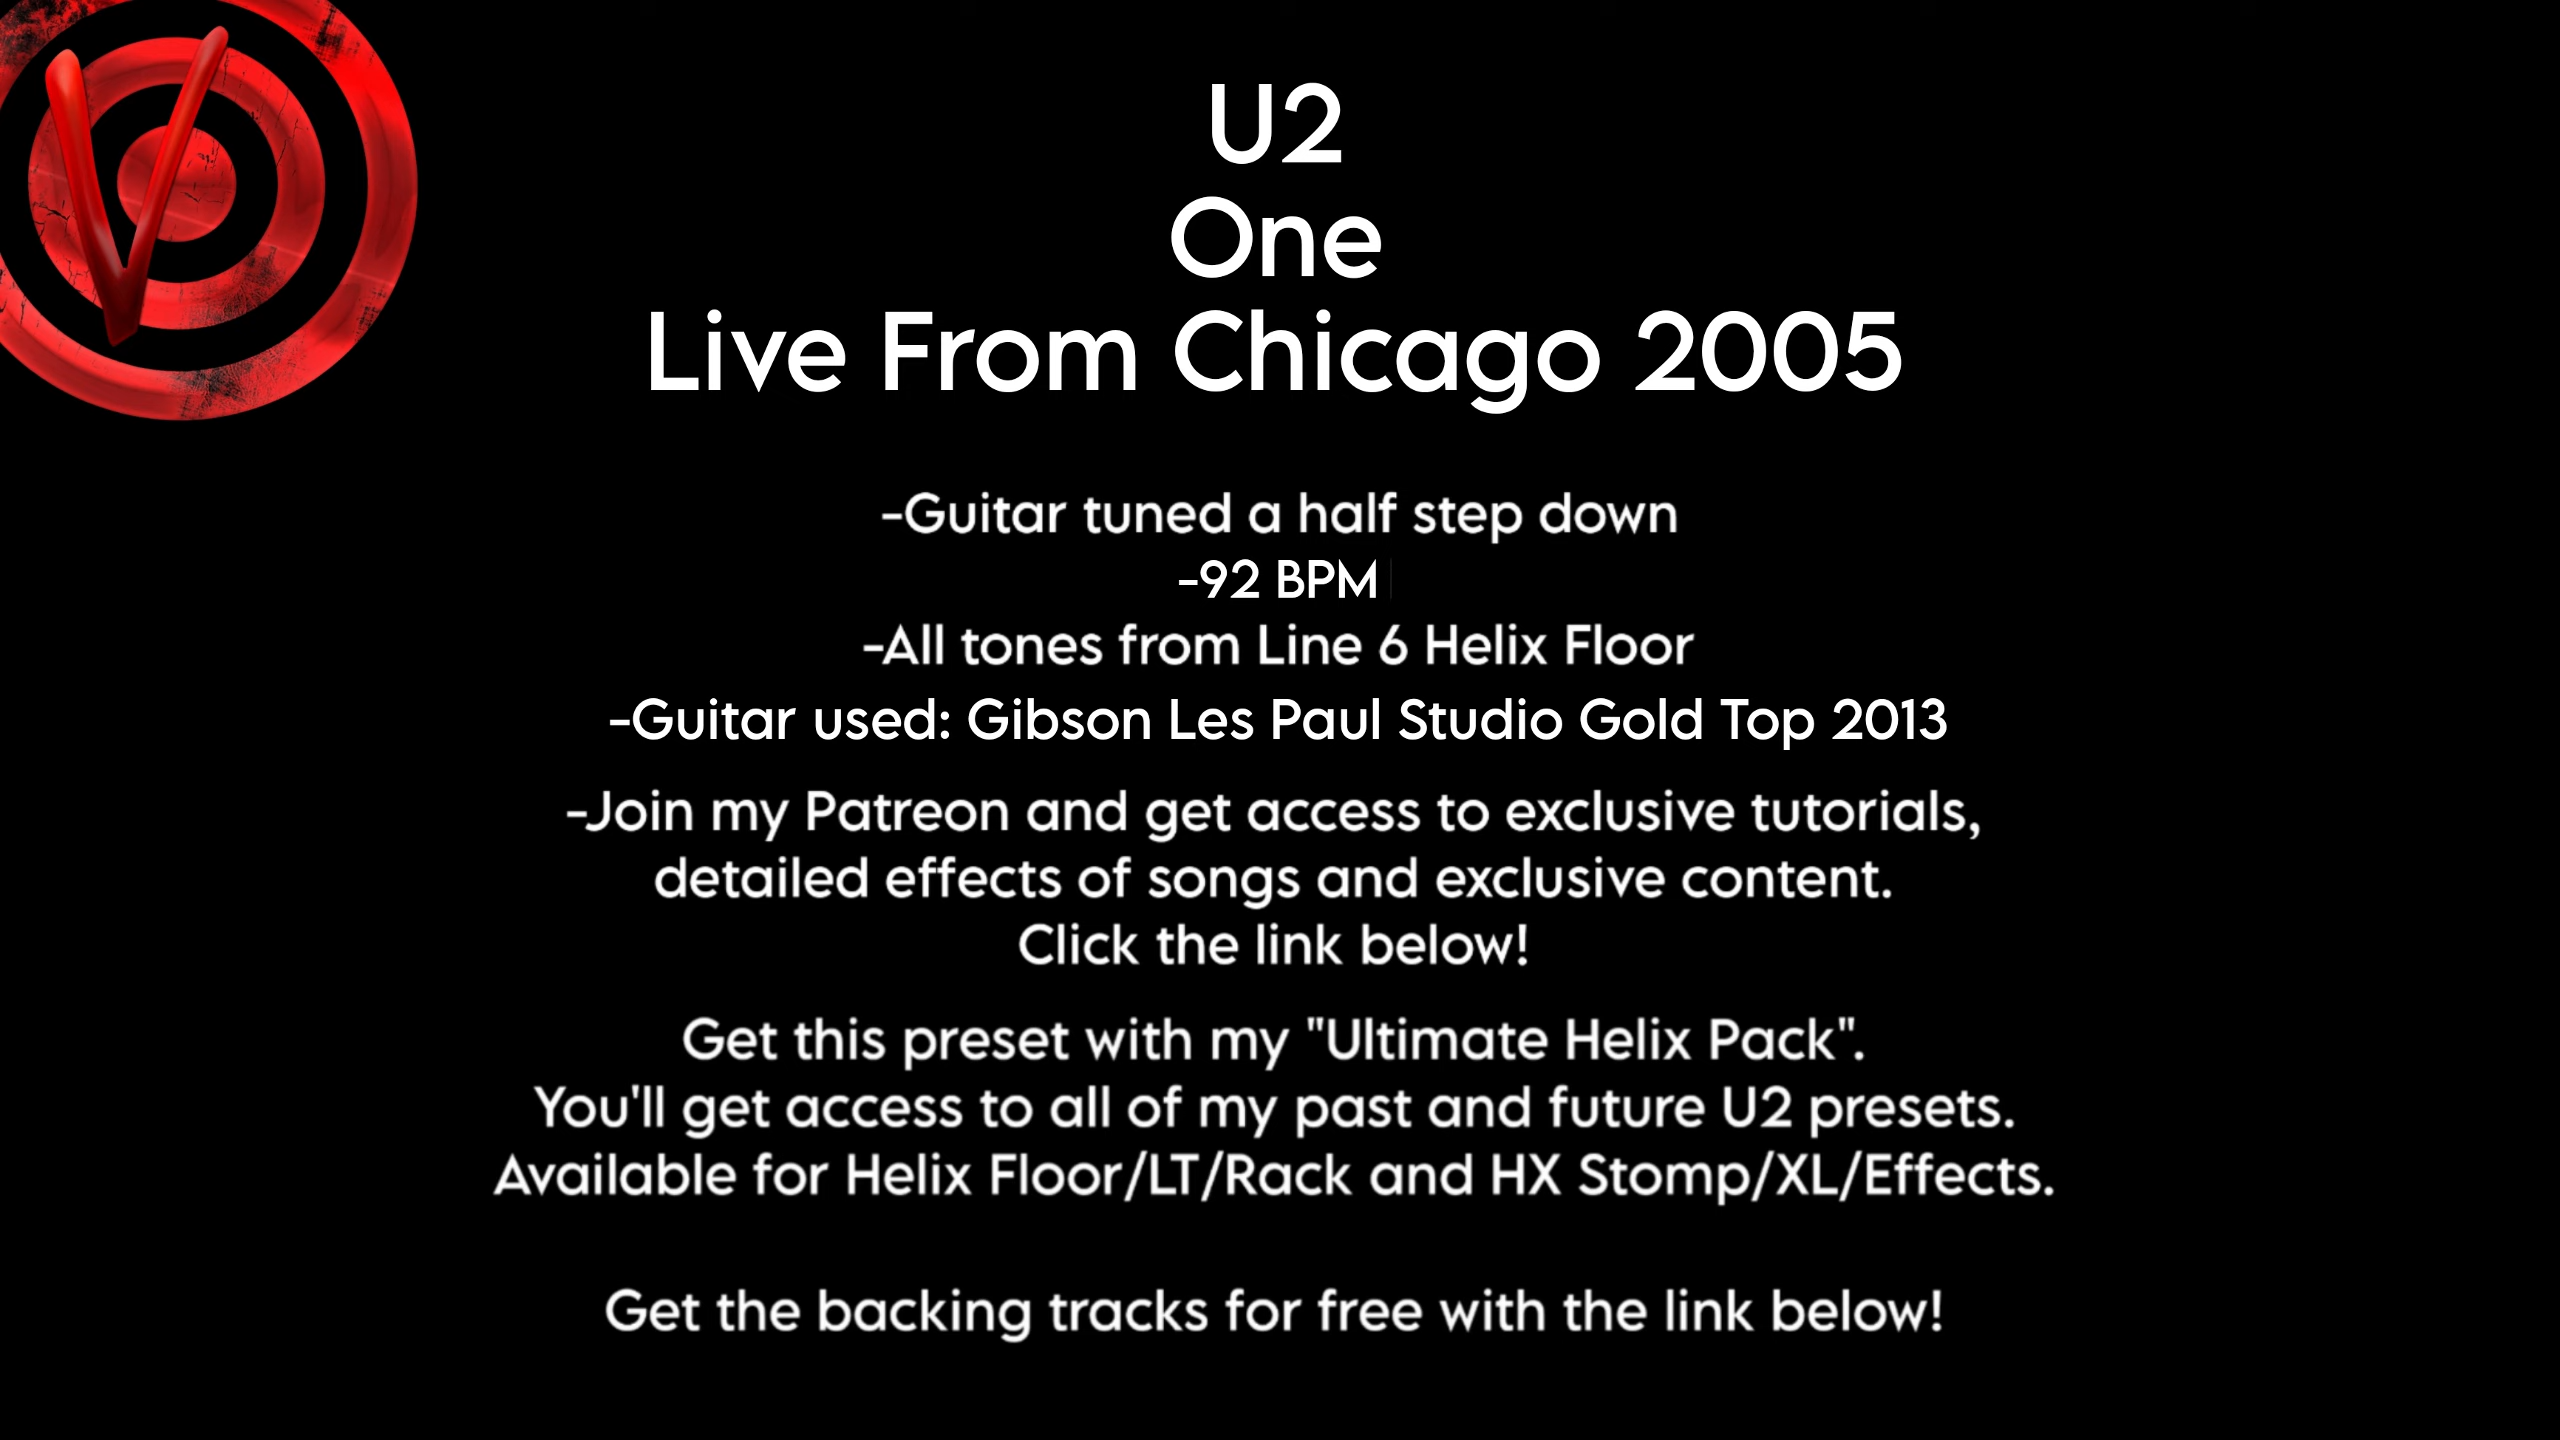 V
U2
One
Live From Chicago 2005
-Guitar tuned a half step down
-92 BPM
-All tones from Line 6 Helix Floor
-Guitar used: Gibson Les Paul Studio Gold Top 2013
-Join my Patreon and get access to exclusive tutorials,
detailed effects of songs and exclusive content.
Click the link below!
Get this preset with my "Ultimate Helix Pack".
You'll get access to all of my past and future U2 presets.
Available for Helix Floor/LT/Rack and HX Stomp/XL/Effects.
Get the backing tracks for free with the link below!